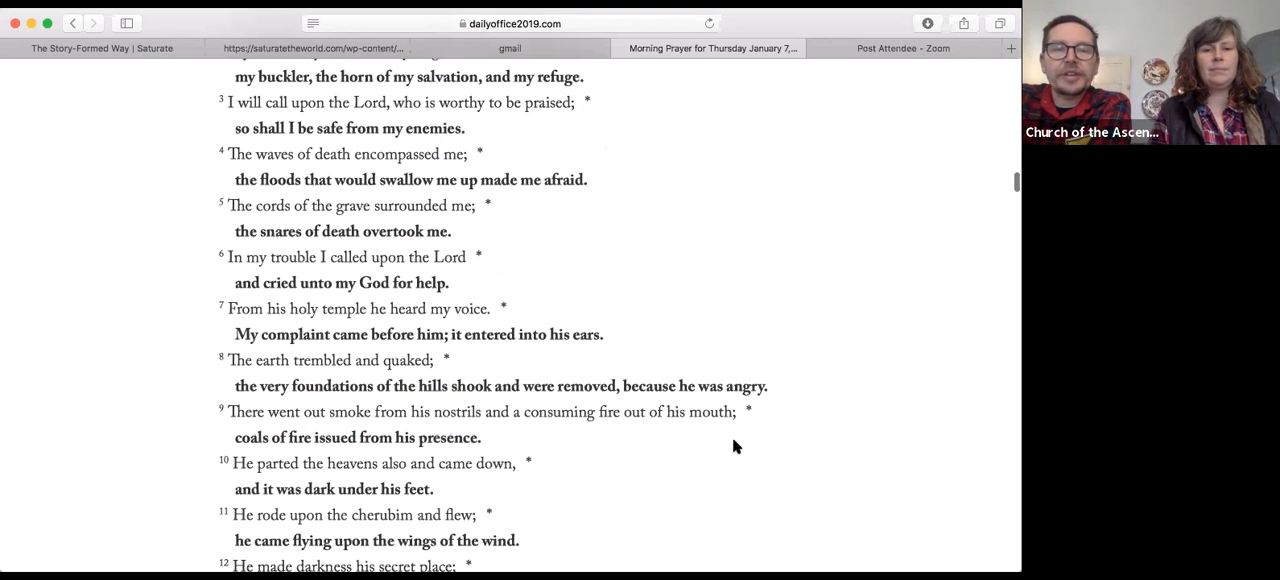 dailyoffice2019.com
The Story-Formed Way | Saturate
https://saturatetheworld.com/wp-content/...
gmail
Morning Prayer for Thursday January 7,...
Post Attendee - Zoom
my buckler, the horn of my salvation, and my refuge.
3 I will call upon the Lord, who is worthy to be praised; *
so shall I be safe from my enemies.
4 The waves of death encompassed me; *
the floods that would swallow me up made me afraid.
5 The cords of the grave surrounded me; *
the snares of death overtook me.
6 In my trouble I called upon the Lord *
and cried unto my God for help.
7 From his holy temple he heard my voice. *
My complaint came before him; it entered into his ears.
8 The earth trembled and quaked; *
the very foundations of the hills shook and were removed, because he was angry.
9 There went out smoke from his nostrils and a consuming fire out of his mouth; *
coals of fire issued from his presence.
10 He parted the heavens also and came down, *
and it was dark under his feet.
11 He rode upon the cherubim and flew; *
he came flying upon the wings of the wind.
12 He made darkness his secret place; *
Church of the Ascen...